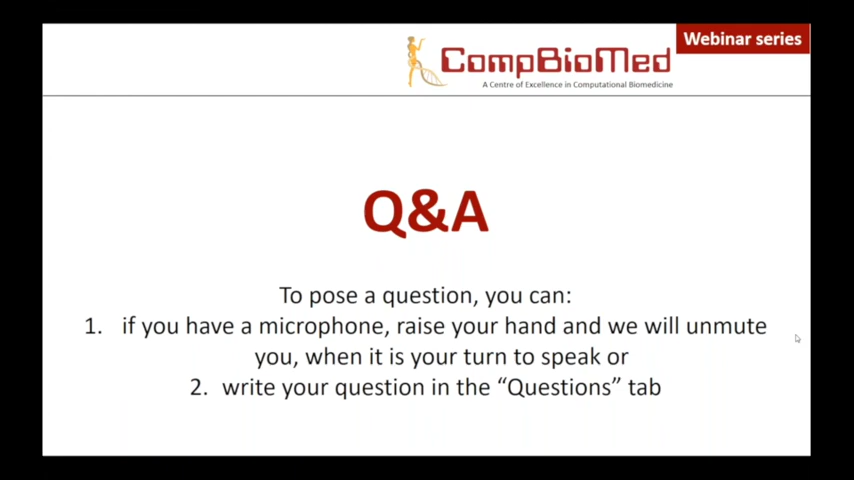 CompBioMed
Webinar series
A Centre of Excellence in Computational Biomedicine
Q&A
To pose a question, you can:
1. if you have a microphone, raise your hand and we will unmute
you, when it is your turn to speak or
2. write your question in the “Questions” tab